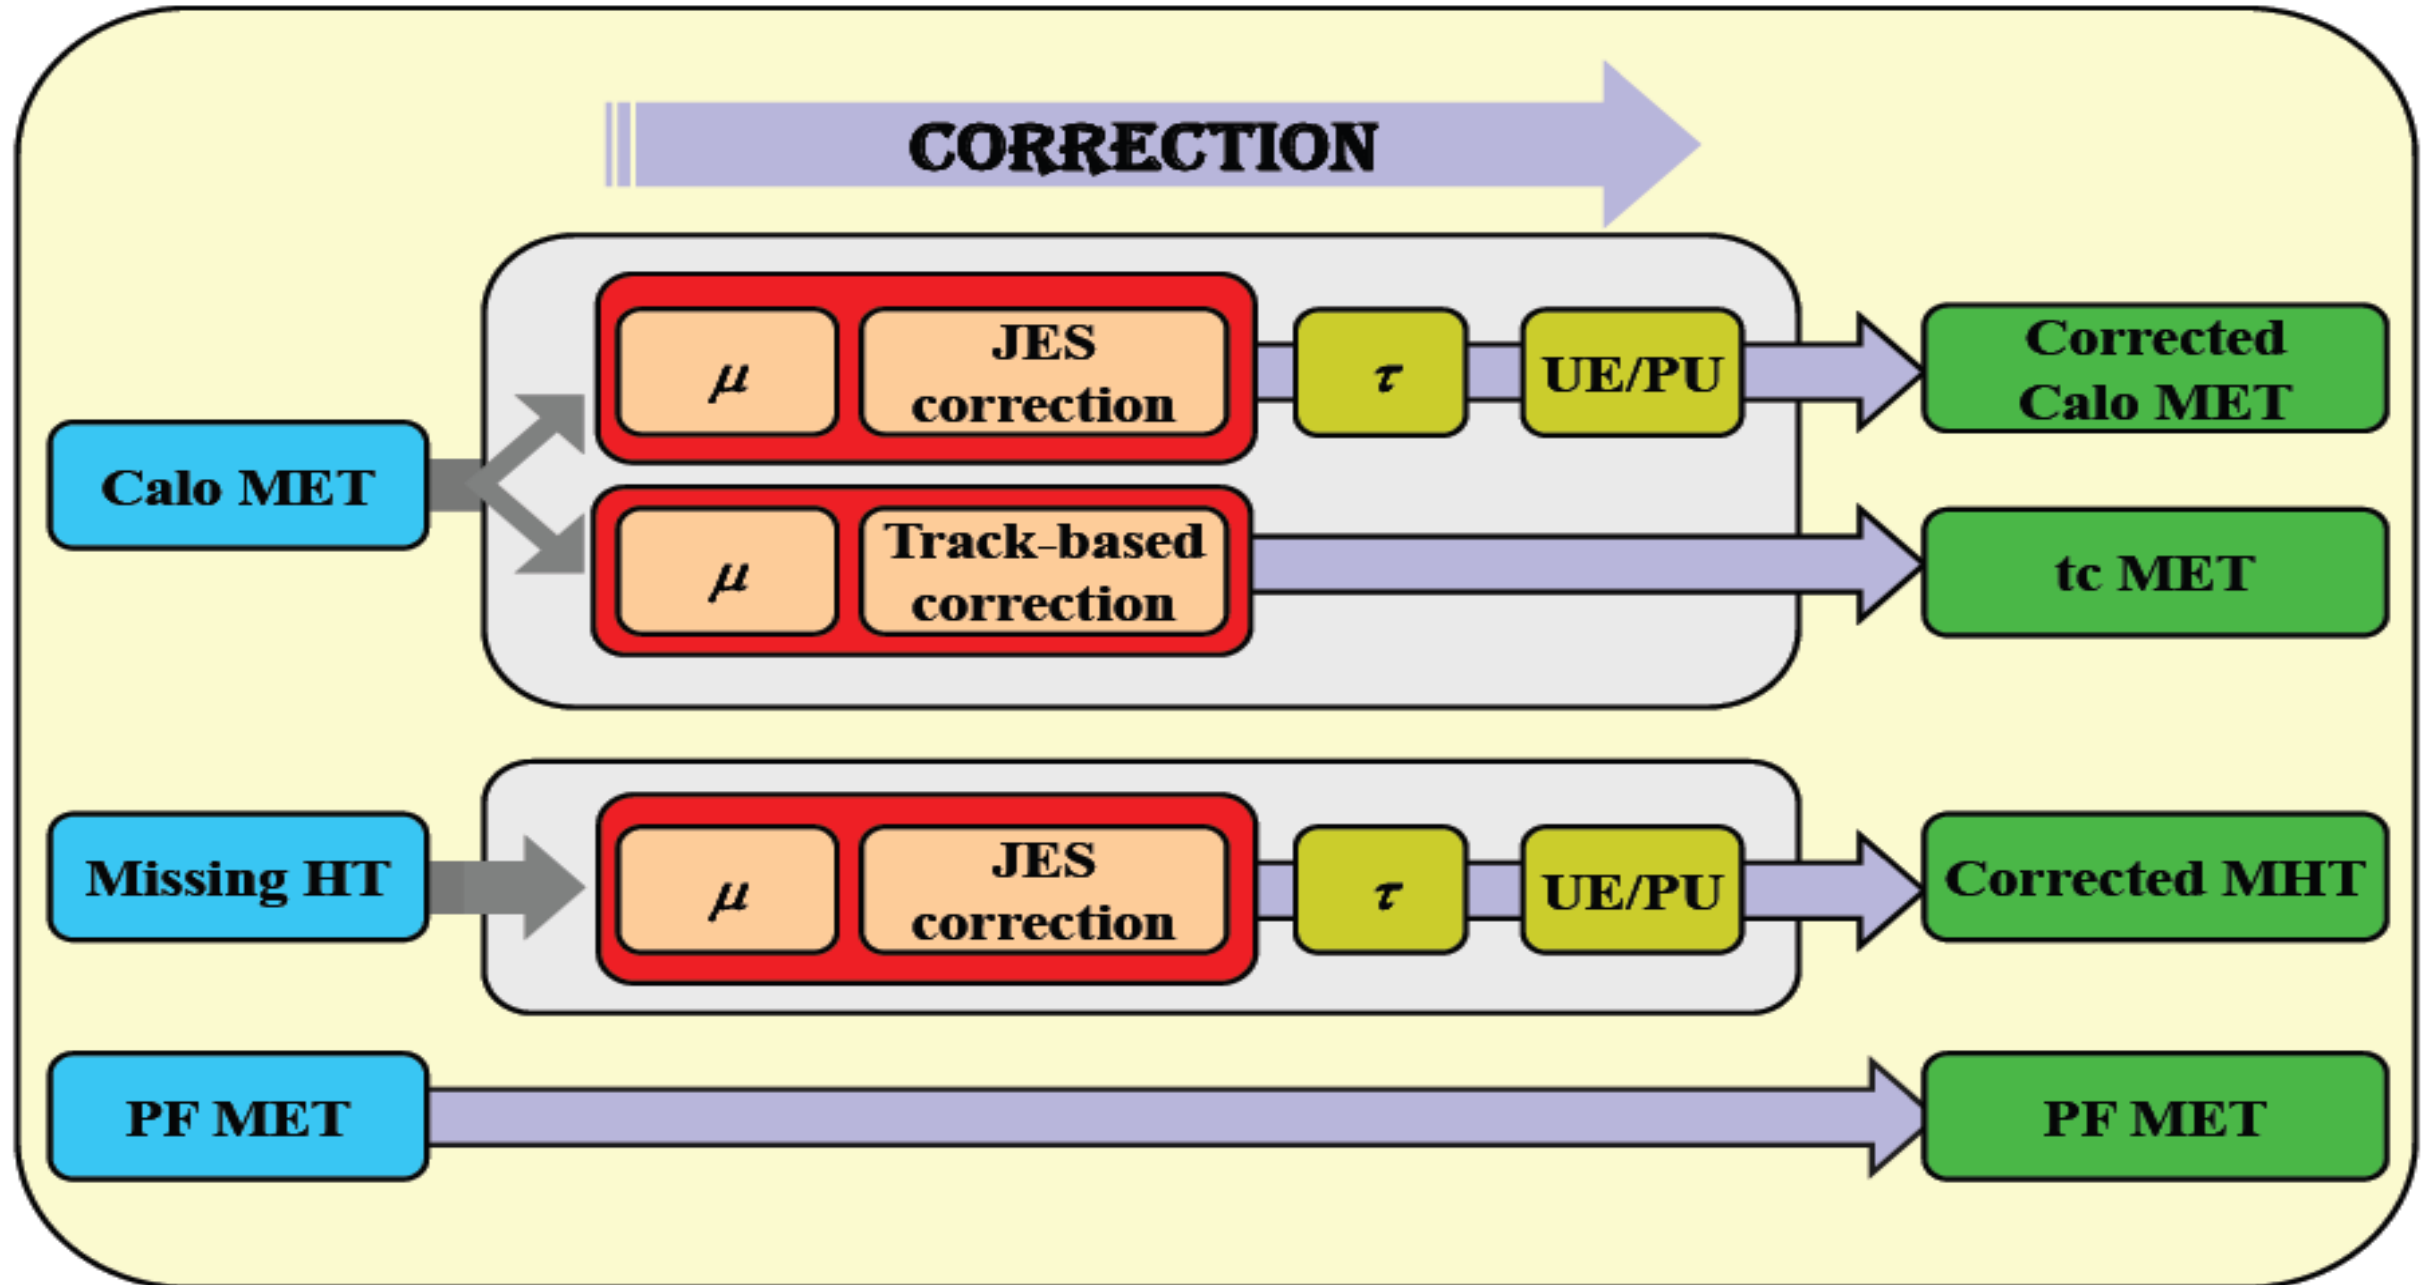 CORRECTION
Calo MET
μ
JES
correction
τ
UE/PU
Corrected
Calo MET
μ
Track-based
correction
tc MET
Missing HT
μ
JES
correction
τ
UE/PU
Corrected MHT
PF MET
PF MET